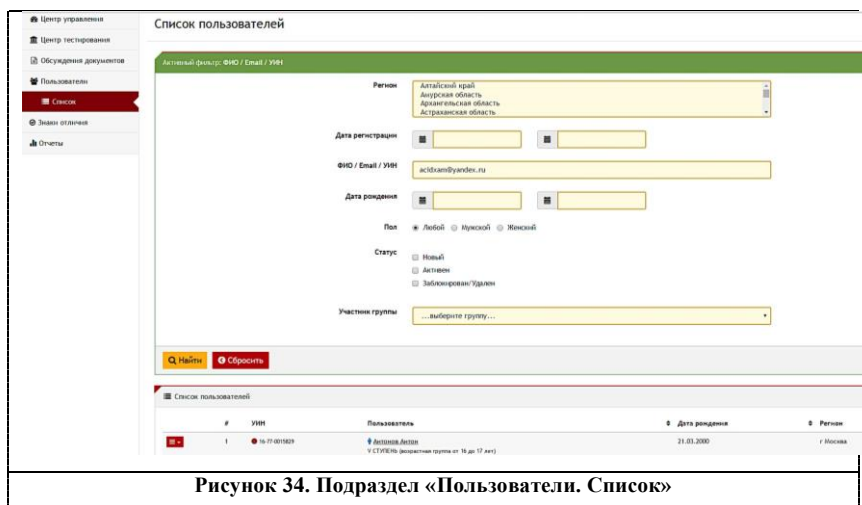 Центр управления
Центр тестирования
Обсуждения документов
Пользователи
Список
Знаки отличия
Отчеты
Список пользователей
Активный фильтр: ФИО / Email / УИН
Регион
Алтайский край
Амурская область
Архангельская область
Астраханская область
Дата регистрации
ФИО / Email / УИН
acidxam@yandex.ru
Дата рождения
Пол
Любой Мужской Женский
Статус
Новый
Активен
Заблокирован/Удален
Участник группы
...выберите группу...
Найти Сбросить
Список пользователей
# УИН Пользователь Дата рождения Регион
1 16-77-0015829 Антонов Антон 21.03.2000 г Москва
V СТУПЕНЬ (возрастная группа от 16 до 17 лет)
Рисунок 34. Подраздел «Пользователи. Список»